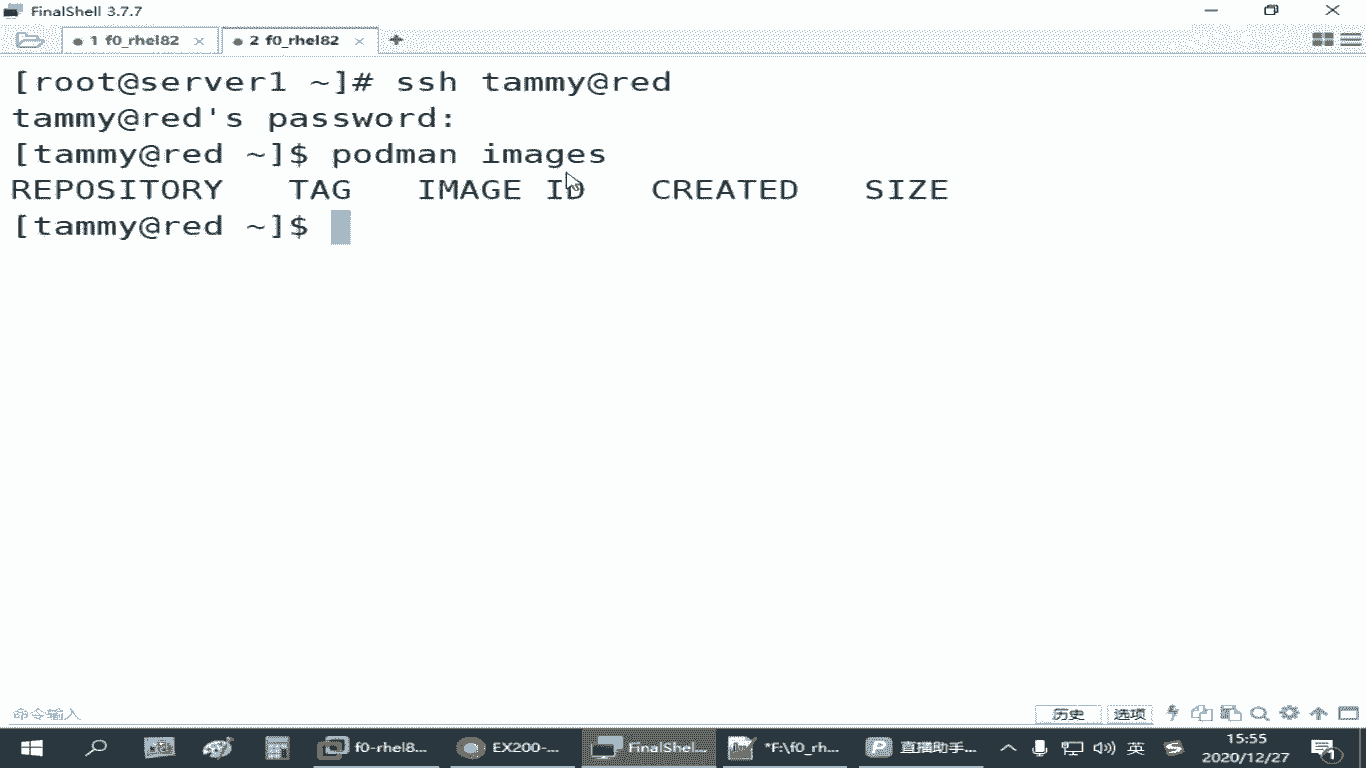 FinalShell 3.7.7
1 f0_rhel82
2 f0_rhel82
[root@server1 ~]# ssh tammy@red
tammy@red's password:
[tammy@red ~]$ podman images
REPOSITORY TAG IMAGE ID CREATED SIZE
[tammy@red ~]$
命令输入
历史 选项
f0-rhel8... EX200-... FinalShel... *F:\f0_rh... 直播助手... 英 15:55
2020/12/27